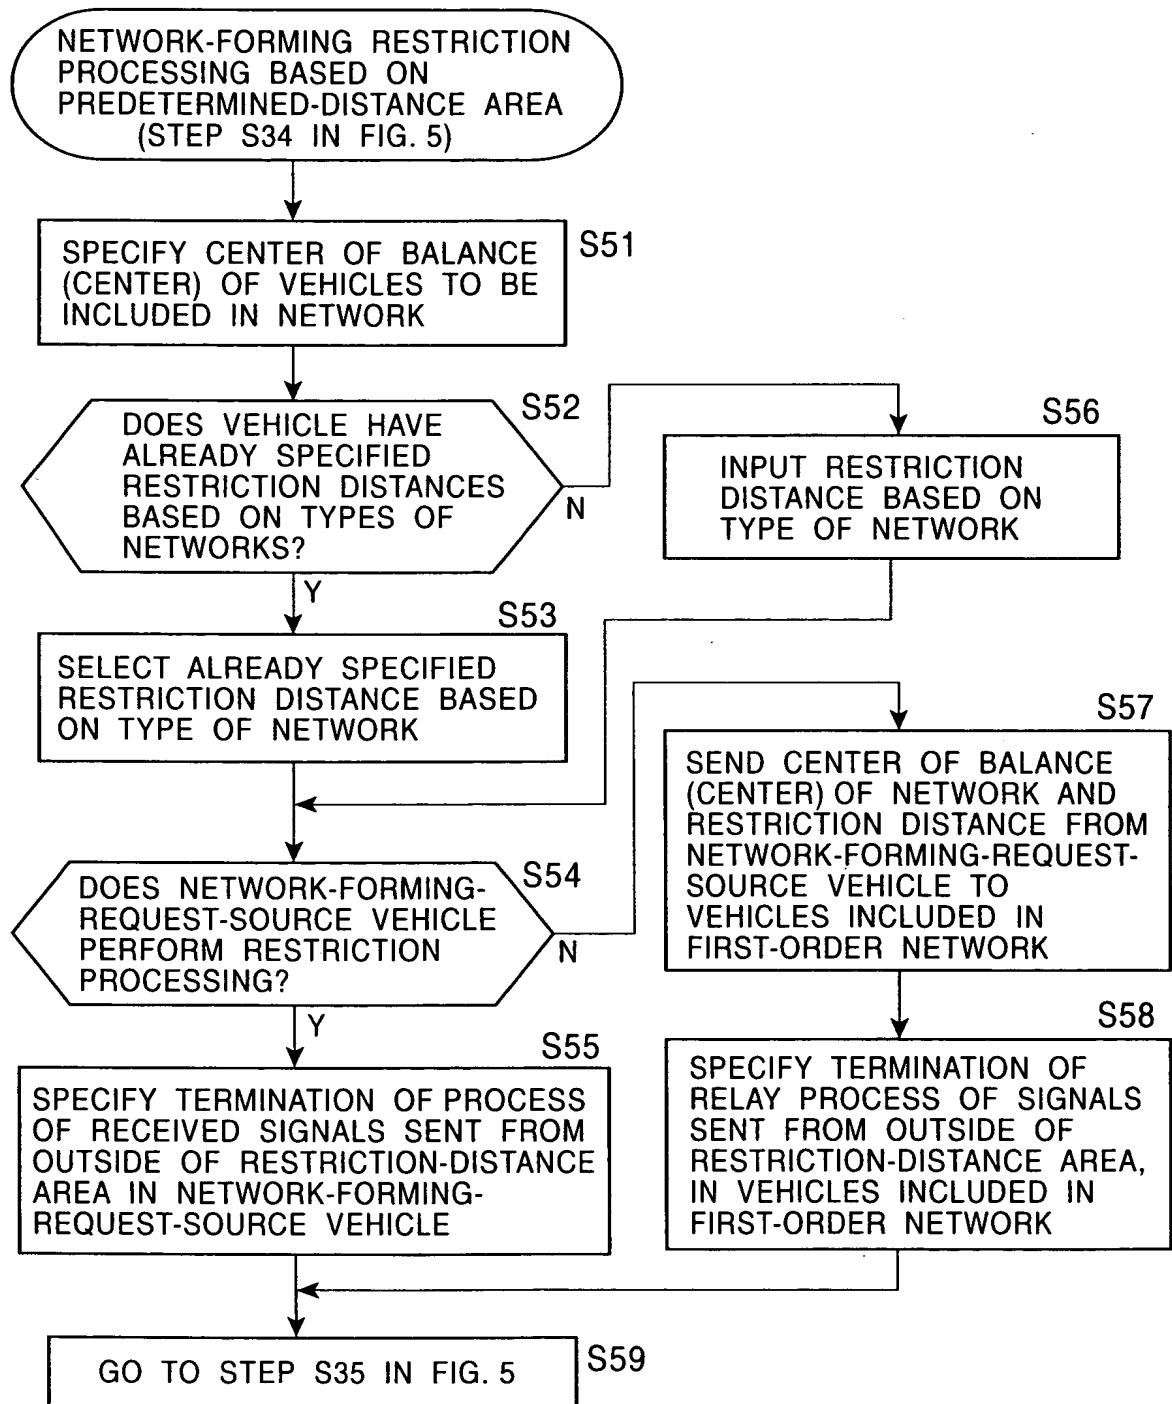 NETWORK-FORMING RESTRICTION
PROCESSING BASED ON
PREDETERMINED-DISTANCE AREA
(STEP S34 IN FIG. 5)
S51
SPECIFY CENTER OF BALANCE
(CENTER) OF VEHICLES TO BE
INCLUDED IN NETWORK
S52
DOES VEHICLE HAVE
ALREADY SPECIFIED
RESTRICTION DISTANCES
BASED ON TYPES OF
NETWORKS?
N
Y
S56
INPUT RESTRICTION
DISTANCE BASED ON
TYPE OF NETWORK
S53
SELECT ALREADY SPECIFIED
RESTRICTION DISTANCE BASED
ON TYPE OF NETWORK
S54
DOES NETWORK-FORMING-
REQUEST-SOURCE VEHICLE
PERFORM RESTRICTION
PROCESSING?
N
Y
S57
SEND CENTER OF BALANCE
(CENTER) OF NETWORK AND
RESTRICTION DISTANCE FROM
NETWORK-FORMING-REQUEST-
SOURCE VEHICLE TO
VEHICLES INCLUDED IN
FIRST-ORDER NETWORK
S55
SPECIFY TERMINATION OF PROCESS
OF RECEIVED SIGNALS SENT FROM
OUTSIDE OF RESTRICTION-DISTANCE
AREA IN NETWORK-FORMING-
REQUEST-SOURCE VEHICLE
S58
SPECIFY TERMINATION OF
RELAY PROCESS OF SIGNALS
SENT FROM OUTSIDE OF
RESTRICTION-DISTANCE AREA,
IN VEHICLES INCLUDED IN
FIRST-ORDER NETWORK
GO TO STEP S35 IN FIG. 5
S59